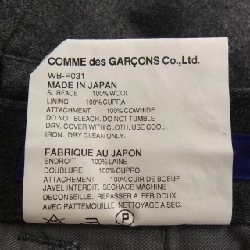 COMME des GARÇONS Co.,Ltd.
WB-P031
MADE IN JAPAN
SURFACE 100%WOOL
LINING 100%CUPRA
ATTACHMENT 100%COWHIDE
DO NOT BLEACH. DO NOT TUMBLE
DRY. COVER WITH CLOTH. USE COOL
IRON. DRY CLEAN ONLY.
FABRIQUE AU JAPON
ENDROIT 100%LAINE
DOUBLURE 100%CUPRO
ATTACHREMENT 100% CUIR DE BOEUF
JAVEL INTERDIT. SECHAGE MACHINE
DECONSEILLE. REPASSER A FER DOUX
AVEC PATTEMOUILLE. NETTOYAGE A SEC.
P